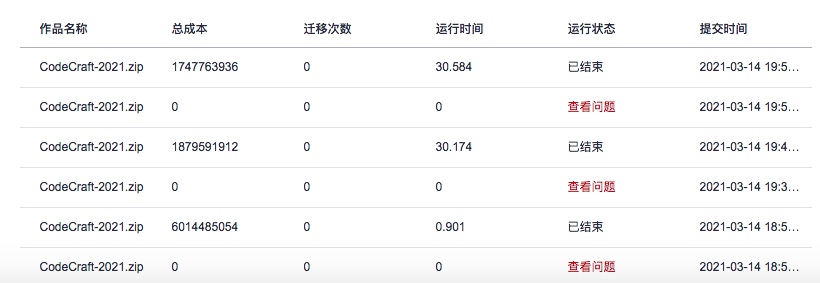 作品名称 总成本 迁移次数 运行时间 运行状态 提交时间
CodeCraft-2021.zip 1747763936 0 30.584 已结束 2021-03-14 19:5...
CodeCraft-2021.zip 0 0 0 查看问题 2021-03-14 19:5...
CodeCraft-2021.zip 1879591912 0 30.174 已结束 2021-03-14 19:4...
CodeCraft-2021.zip 0 0 0 查看问题 2021-03-14 19:3...
CodeCraft-2021.zip 6014485054 0 0.901 已结束 2021-03-14 18:5...
CodeCraft-2021.zip 0 0 0 查看问题 2021-03-14 18:5...